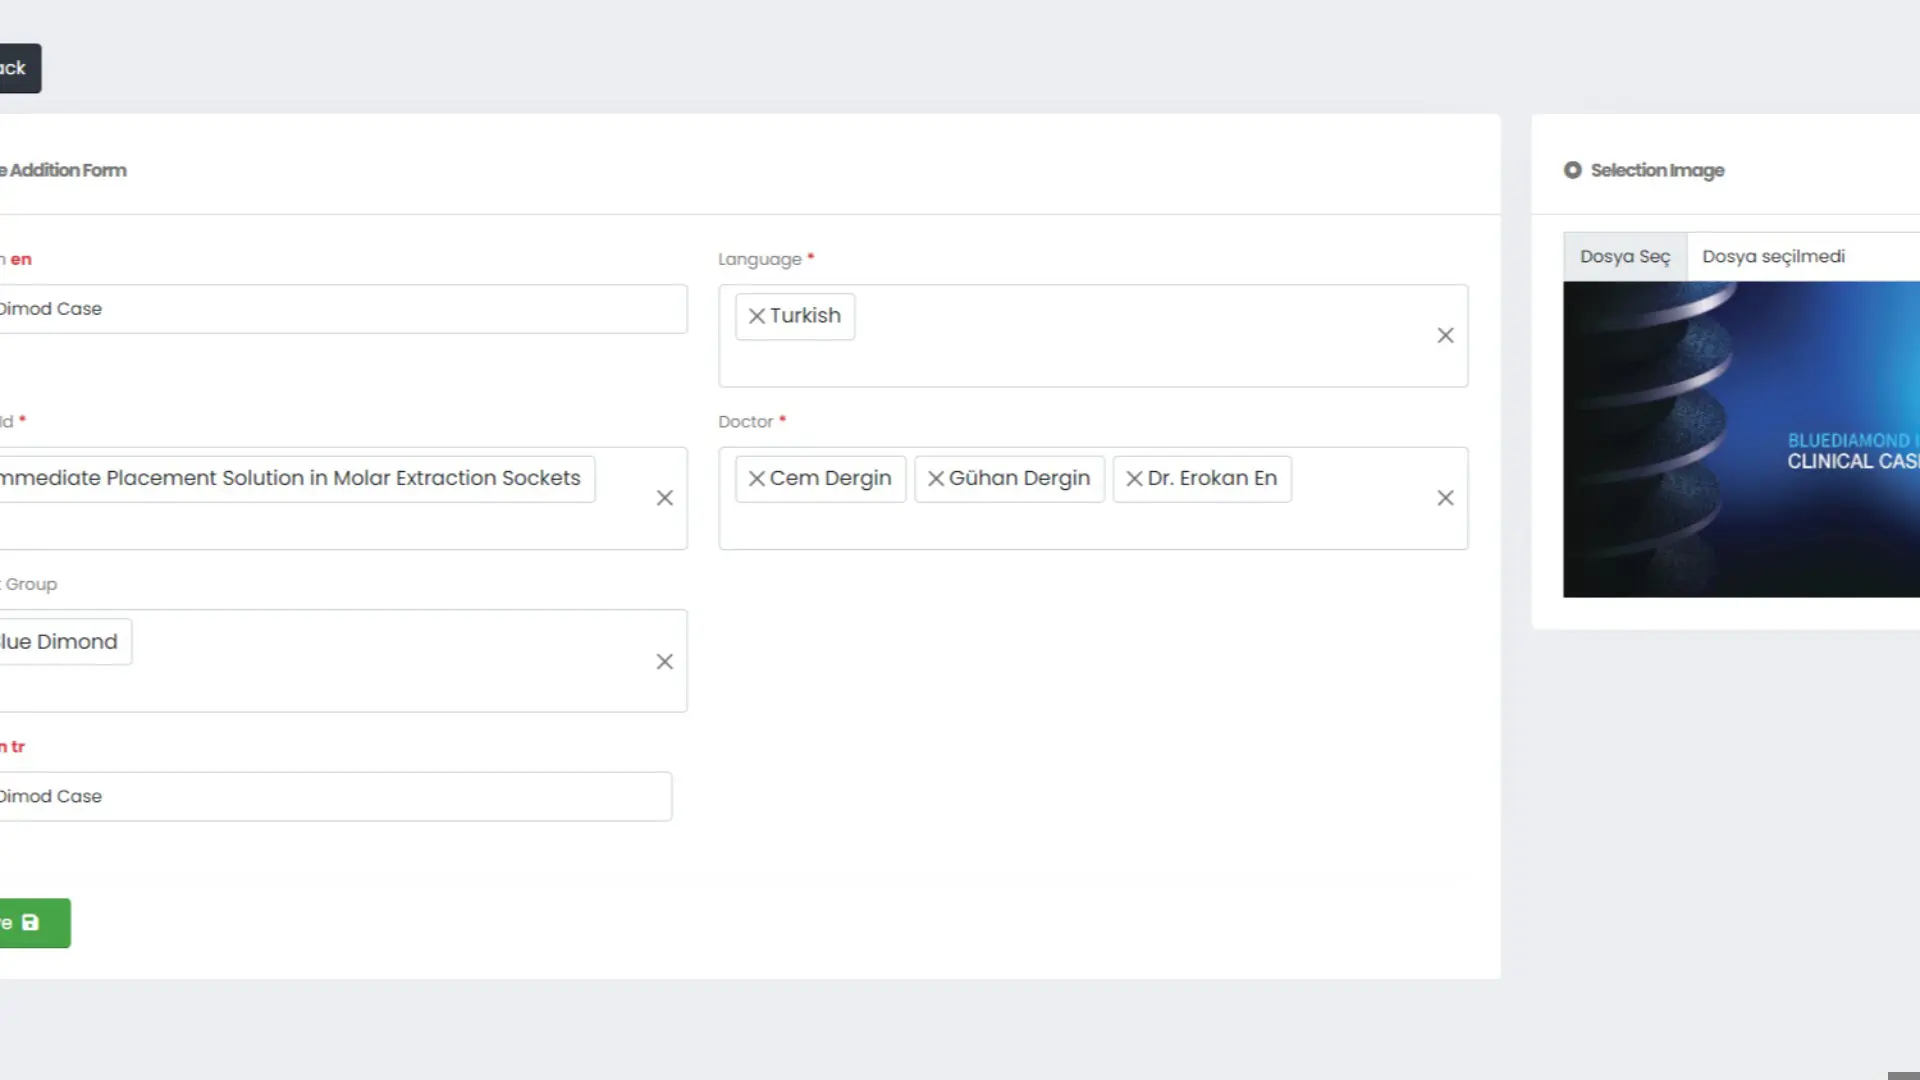 ack
e Addition Form
Selection Image
n en
Language *
Dosya Seç
Dosya seçilmedi
Dimod Case
Turkish
BLUEDIAMOND
CLINICAL CAS
ld *
Doctor *
mmediate Placement Solution in Molar Extraction Sockets
Cem Dergin
Gühan Dergin
Dr. Erokan En
t Group
lue Dimond
n tr
Dimod Case
e